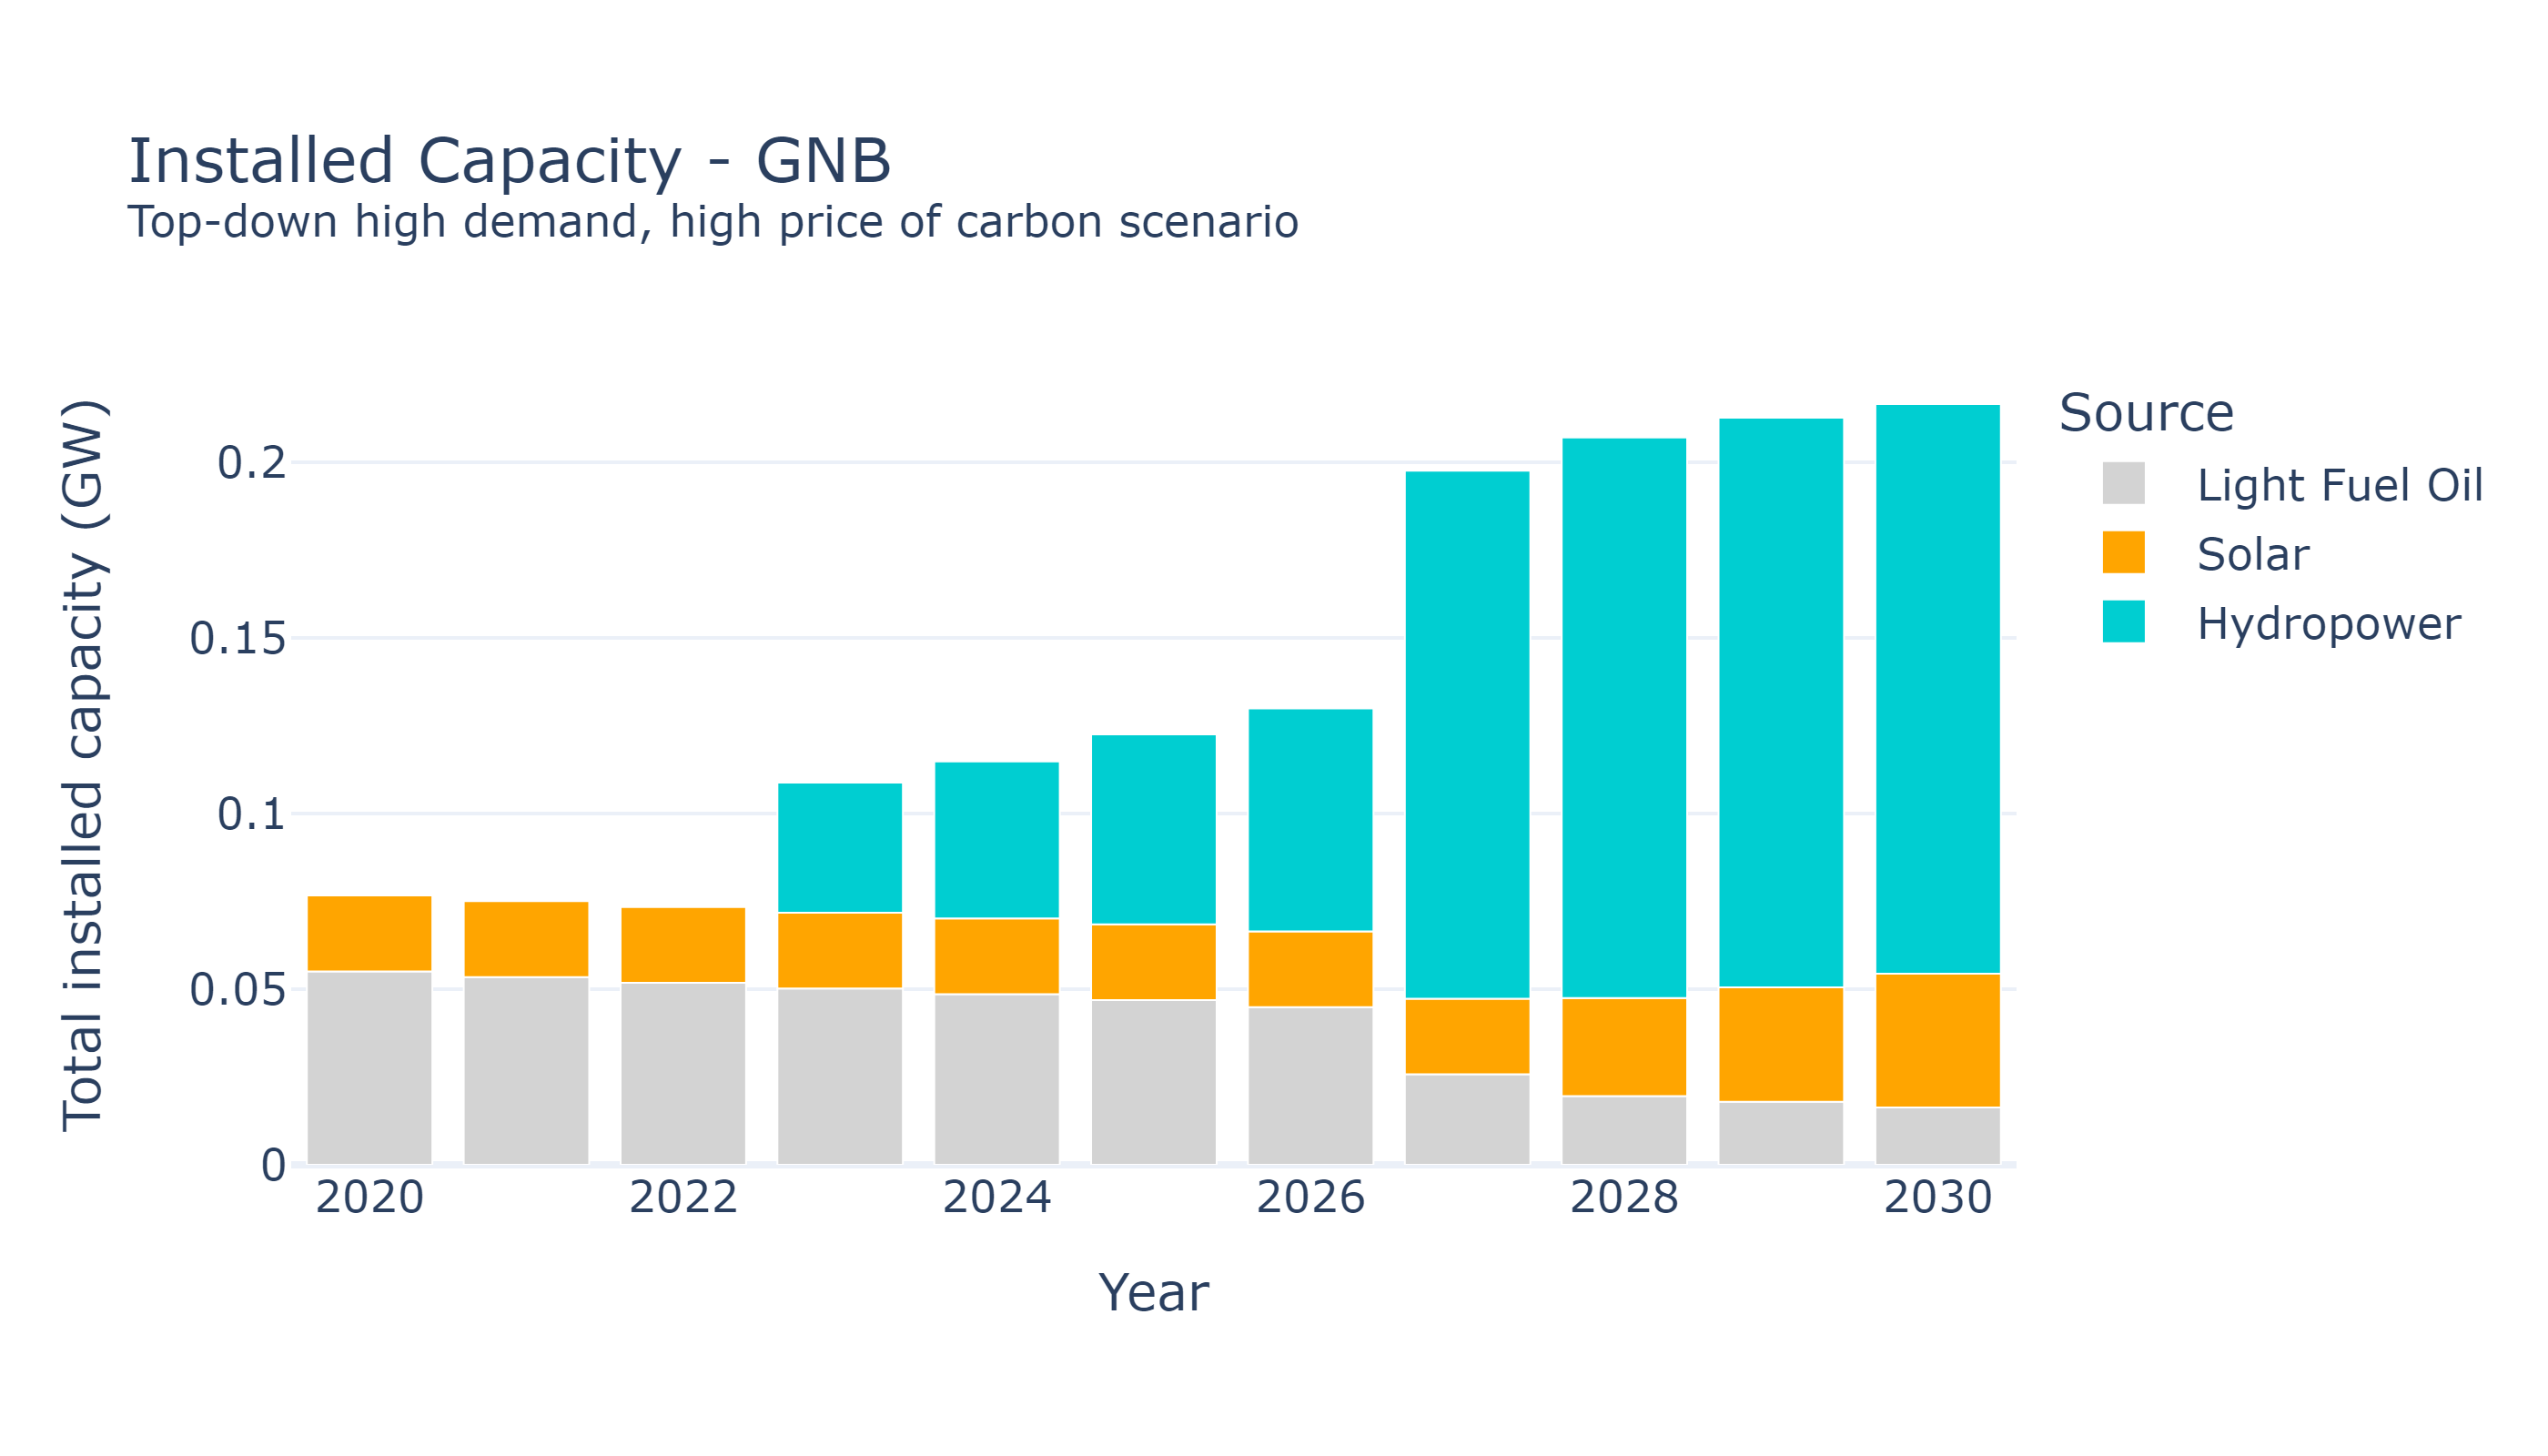 Installed Capacity - GNB
Top-down high demand, high price of carbon scenario
Total installed capacity (GW)
0.2
0.15
0.1
0.05
0
2020
2022
2024
2026
2028
2030
Year
Source
Light Fuel Oil
Solar
Hydropower